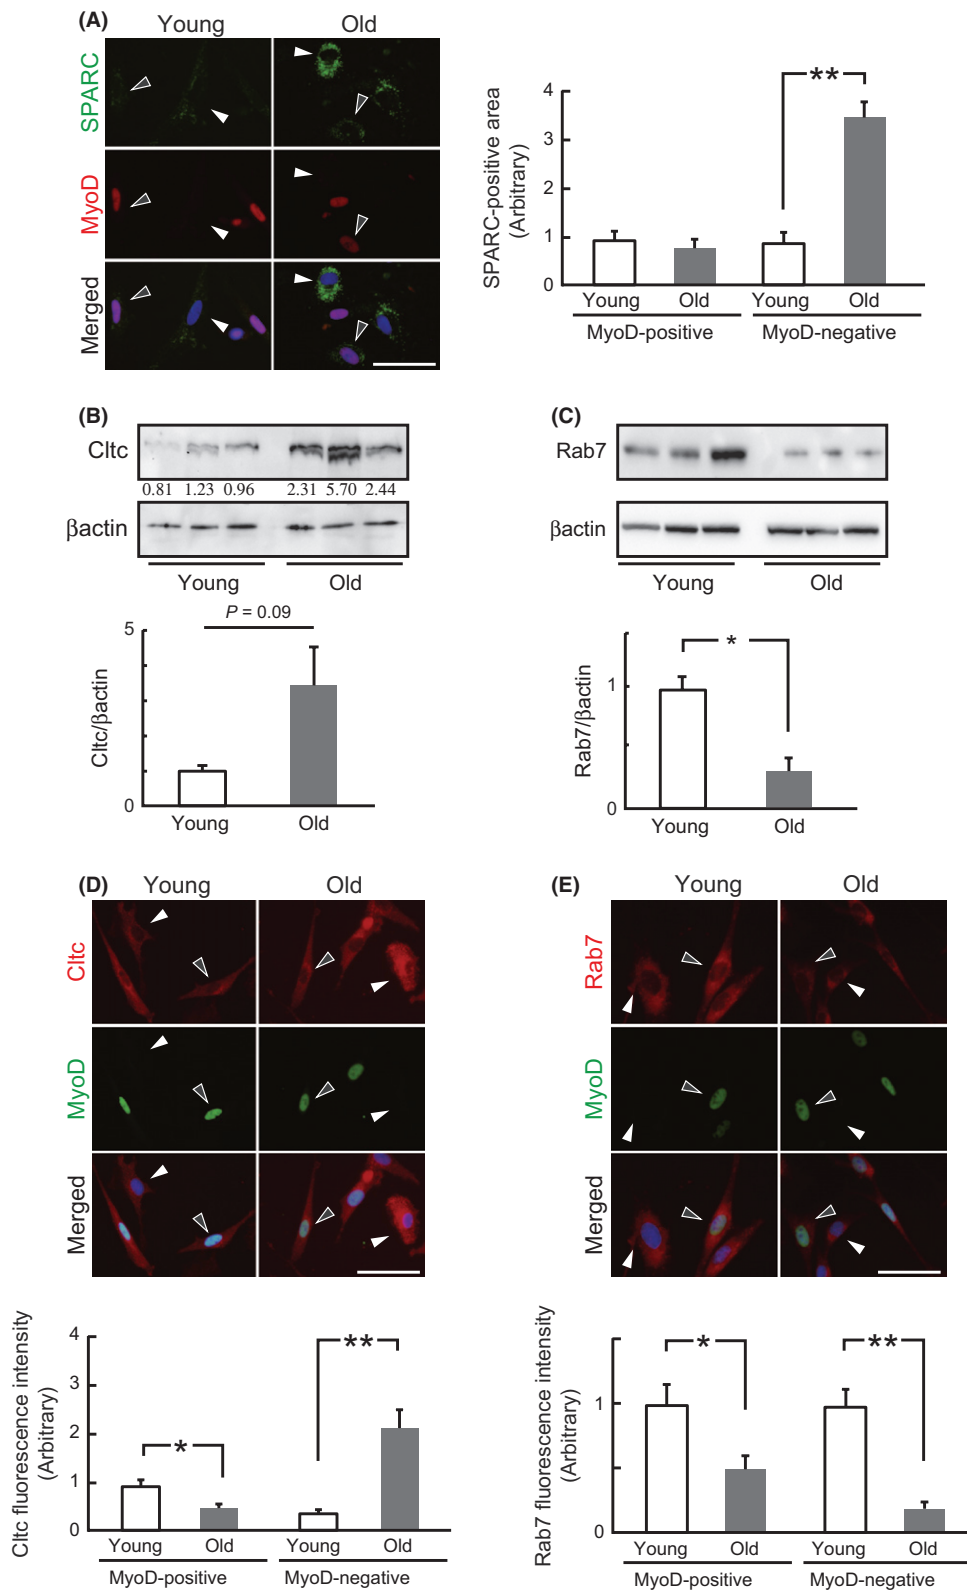 (A)
Young
Old
SPARC
MyoD
Merged
SPARC-positive area
(Arbitrary)
4
3
2
1
0
**
Young
Old
Young
Old
MyoD-positive
MyoD-negative
(B)
Cltc
0.81 1.23 0.96 2.31 5.70 2.44
βactin
Young
Old
P = 0.09
Cltc/βactin
5
0
Young
Old
(C)
Rab7
βactin
Young
Old
*
Rab7/βactin
1
0
Young
Old
(D)
Young
Old
Cltc
MyoD
Merged
Cltc fluorescence intensity
(Arbitrary)
4
3
2
1
0
*
**
Young
Old
Young
Old
MyoD-positive
MyoD-negative
(E)
Young
Old
Rab7
MyoD
Merged
Rab7 fluorescence intensity
(Arbitrary)
1
0
*
**
Young
Old
Young
Old
MyoD-positive
MyoD-negative